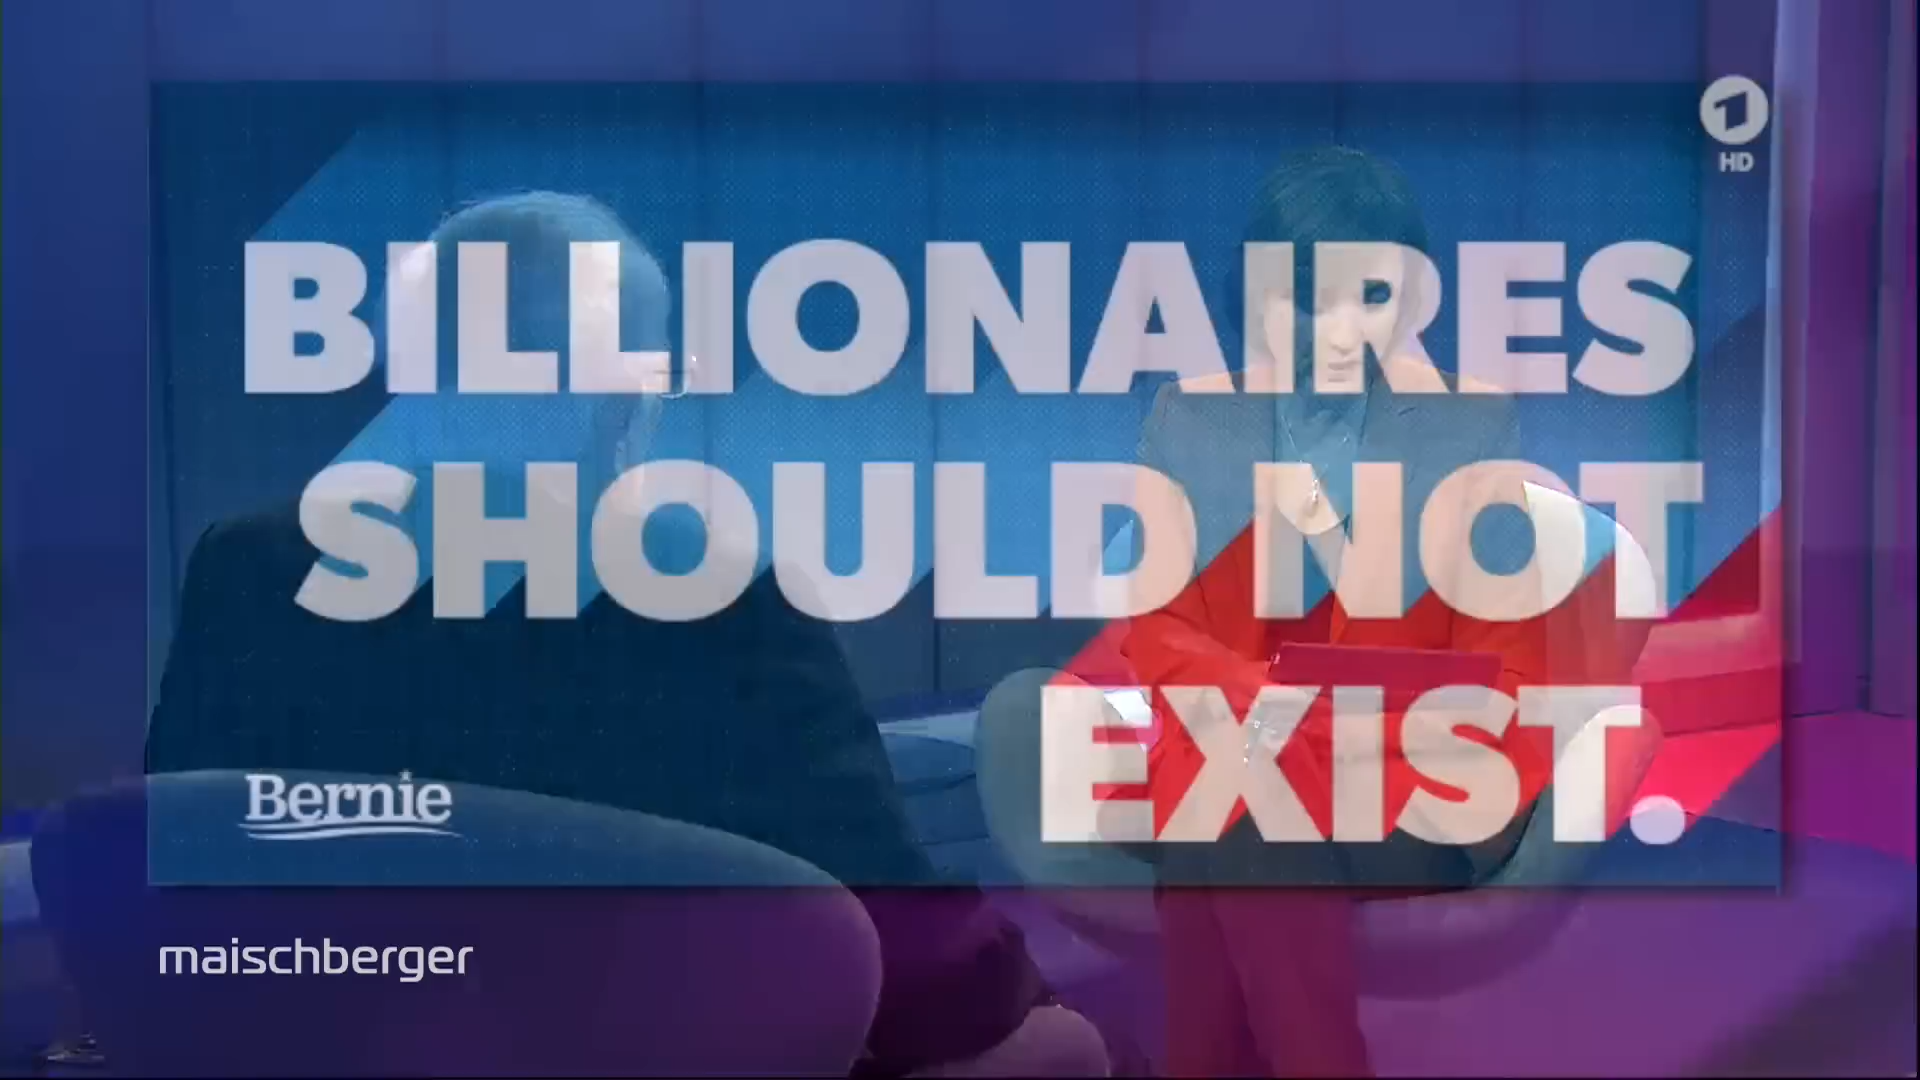 HD
BILLIONAIRES
SHOULD NOT
EXIST.
Bernie
maischberger